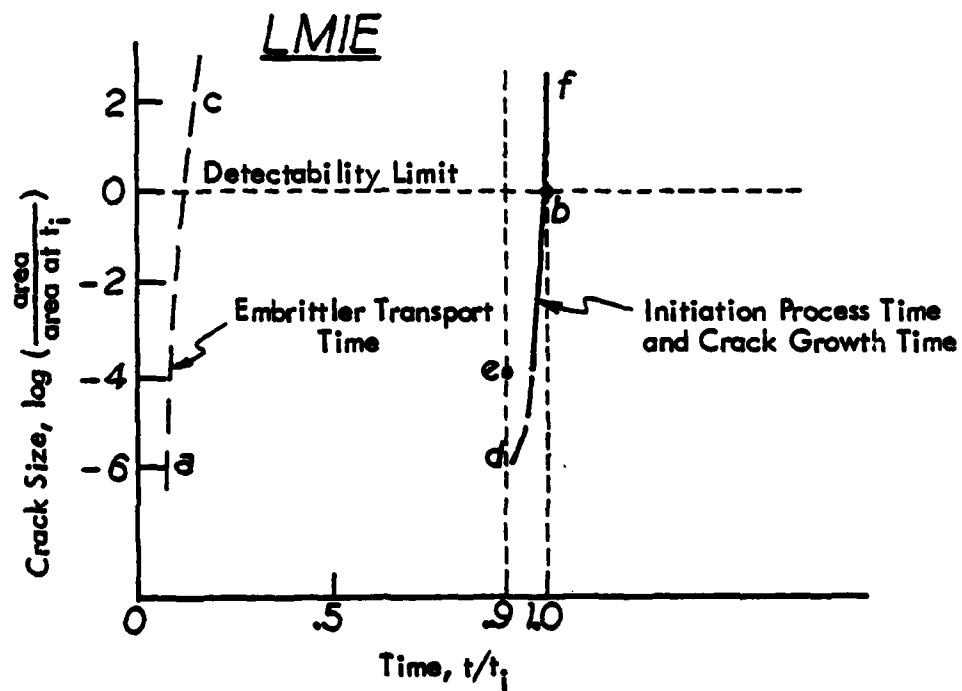 LMIE
f
2
c
Detectability Limit
0
b
Crack Size, log (area/area at tᵢ)
-2
Embrittler Transport
Time
Initiation Process Time
and Crack Growth Time
-4
e
d
-6
a
0
.5
.9
1.0
Time, t/tᵢ